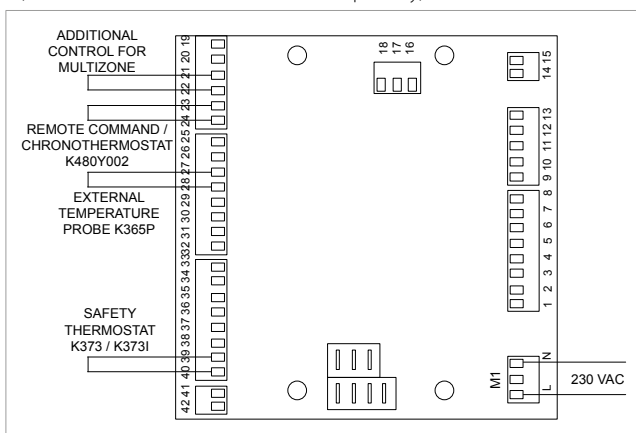 ADDITIONAL
CONTROL FOR
MULTIZONE
REMOTE COMMAND /
CHRONOTHERMOSTAT
K480Y002
EXTERNAL
TEMPERATURE
PROBE K365P
SAFETY
THERMOSTAT
K373 / K373I
19
20
21
22
23
24
25
26
27
28
29
30
31
32
33
34
35
36
37
38
39
40
41
42
18 17 16
15
14
13
12
11
10
9
8
7
6
5
4
3
2
1
M1
N
L
230 VAC